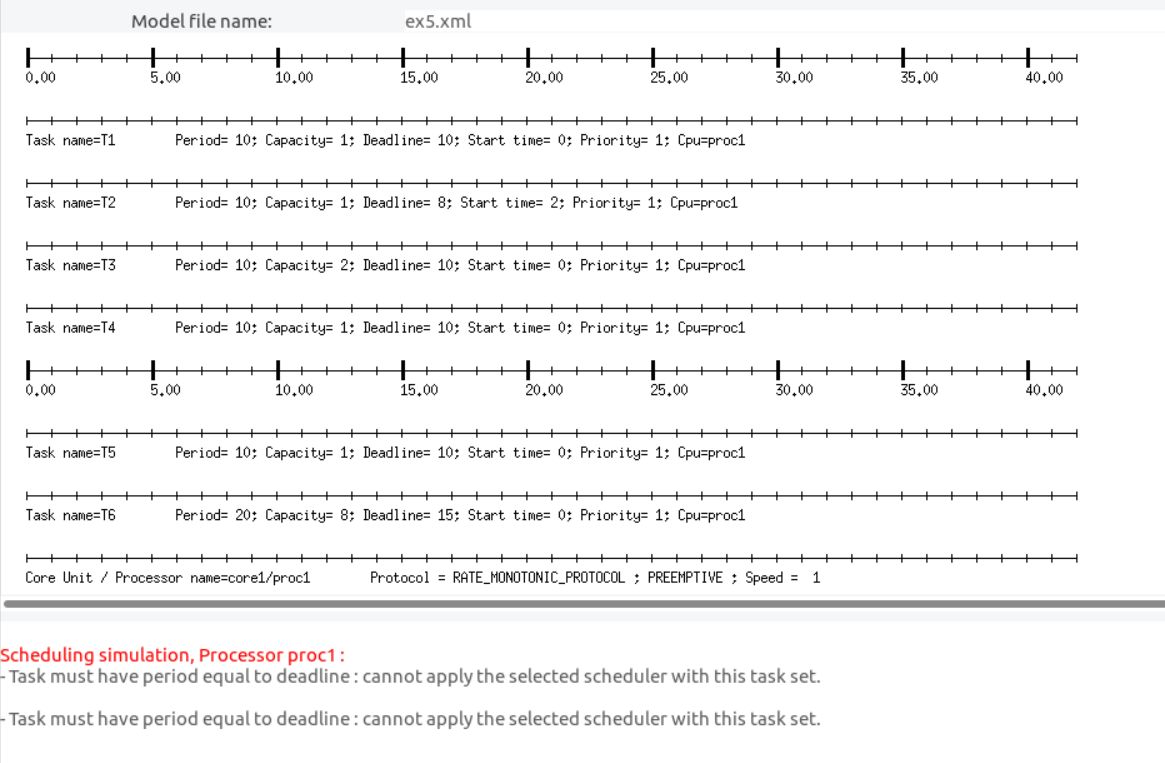 Model file name: ex5.xml
0.00 5.00 10.00 15.00 20.00 25.00 30.00 35.00 40.00
Task name=T1 Period= 10; Capacity= 1; Deadline= 10; Start time= 0; Priority= 1; Cpu=proc1
Task name=T2 Period= 10; Capacity= 1; Deadline= 8; Start time= 2; Priority= 1; Cpu=proc1
Task name=T3 Period= 10; Capacity= 2; Deadline= 10; Start time= 0; Priority= 1; Cpu=proc1
Task name=T4 Period= 10; Capacity= 1; Deadline= 10; Start time= 0; Priority= 1; Cpu=proc1
0.00 5.00 10.00 15.00 20.00 25.00 30.00 35.00 40.00
Task name=T5 Period= 10; Capacity= 1; Deadline= 10; Start time= 0; Priority= 1; Cpu=proc1
Task name=T6 Period= 20; Capacity= 8; Deadline= 15; Start time= 0; Priority= 1; Cpu=proc1
Core Unit / Processor name=core1/proc1 Protocol = RATE_MONOTONIC_PROTOCOL ; PREEMPTIVE ; Speed = 1
Scheduling simulation, Processor proc1 :
- Task must have period equal to deadline : cannot apply the selected scheduler with this task set.
- Task must have period equal to deadline : cannot apply the selected scheduler with this task set.